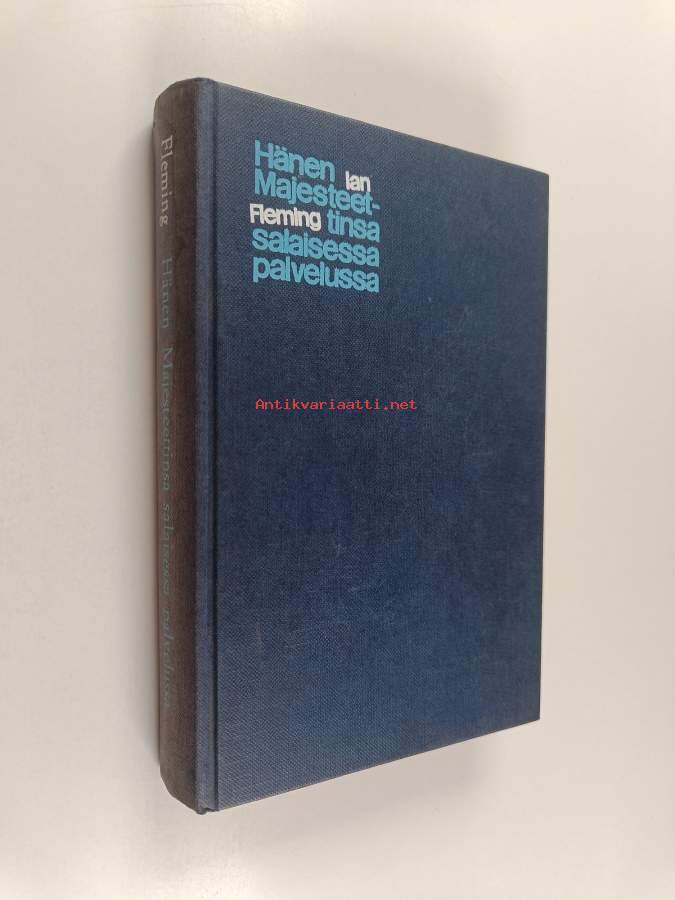 Hänen Ian
Majesteet-
Fleming tinsa
salaisessa
palvelussa
Fleming Hänen Majesteettinsa salaisessa palvelussa
Antikvariaatti.net